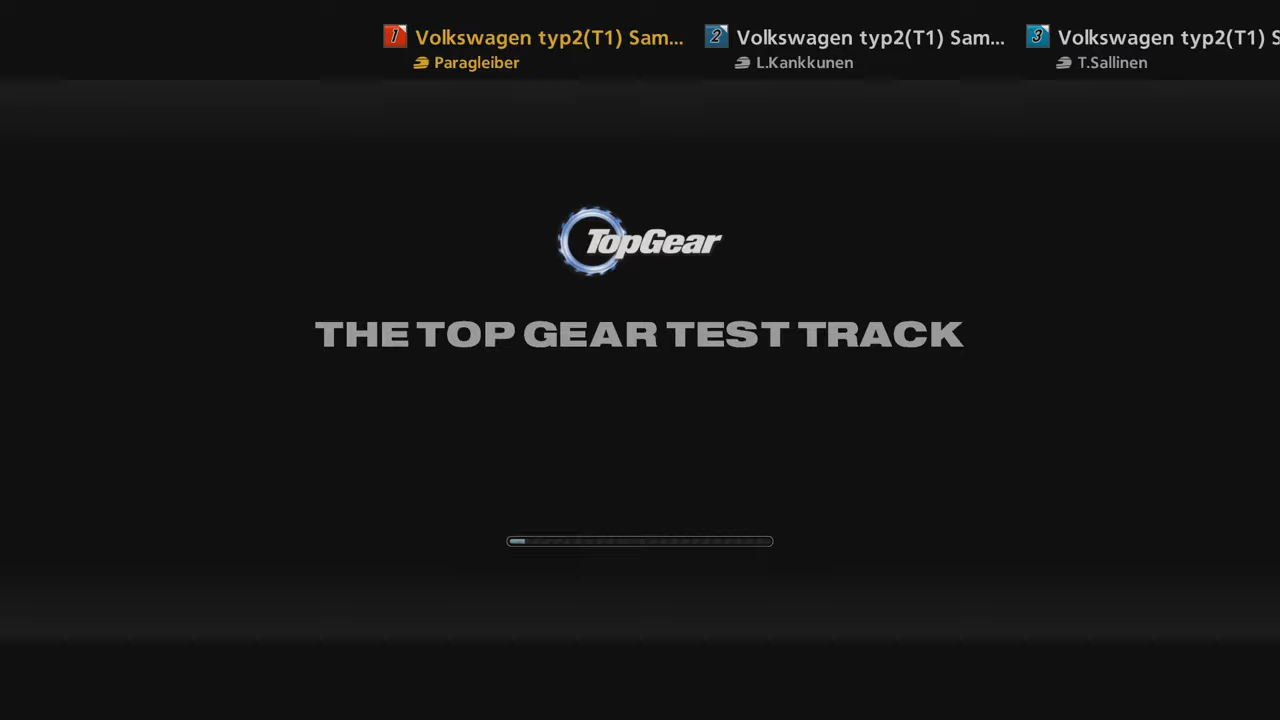 1 Volkswagen typ2(T1) Sam... 2 Volkswagen typ2(T1) Sam... 3 Volkswagen typ2(T1) S
Paragleiber L.Kankkunen T.Sallinen
TopGear
THE TOP GEAR TEST TRACK